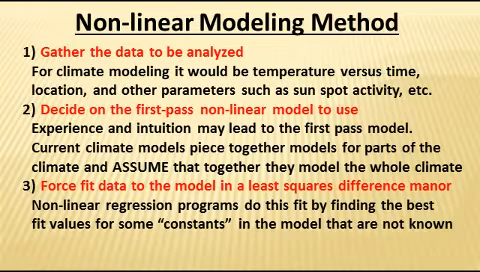 Non-linear Modeling Method
1) Gather the data to be analyzed
For climate modeling it would be temperature versus time,
location, and other parameters such as sun spot activity, etc.
2) Decide on the first-pass non-linear model to use
Experience and intuition may lead to the first pass model.
Current climate models piece together models for parts of the
climate and ASSUME that together they model the whole climate
3) Force fit data to the model in a least squares difference manor
Non-linear regression programs do this fit by finding the best
fit values for some “constants” in the model that are not known